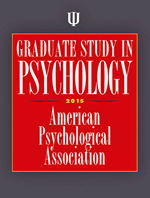 GRADUATE STUDY IN
PSYCHOLOGY
2015
American
Psychological
Association